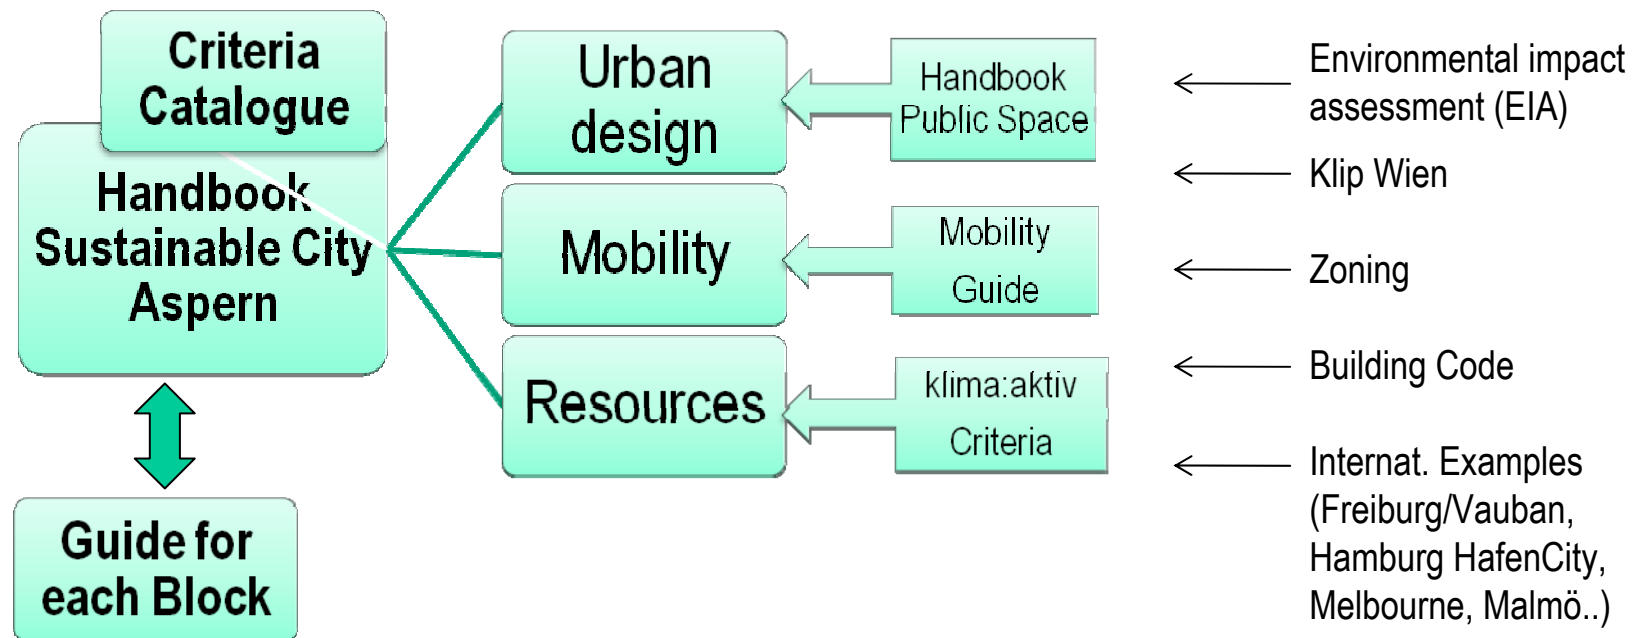 Criteria
Catalogue
Handbook
Sustainable City
Aspern
Guide for
each Block
Urban
design
Mobility
Resources
Handbook
Public Space
Mobility
Guide
klima:aktiv
Criteria
Environmental impact
assessment (EIA)
Klip Wien
Zoning
Building Code
Internat. Examples
(Freiburg/Vauban,
Hamburg HafenCity,
Melbourne, Malmö..)